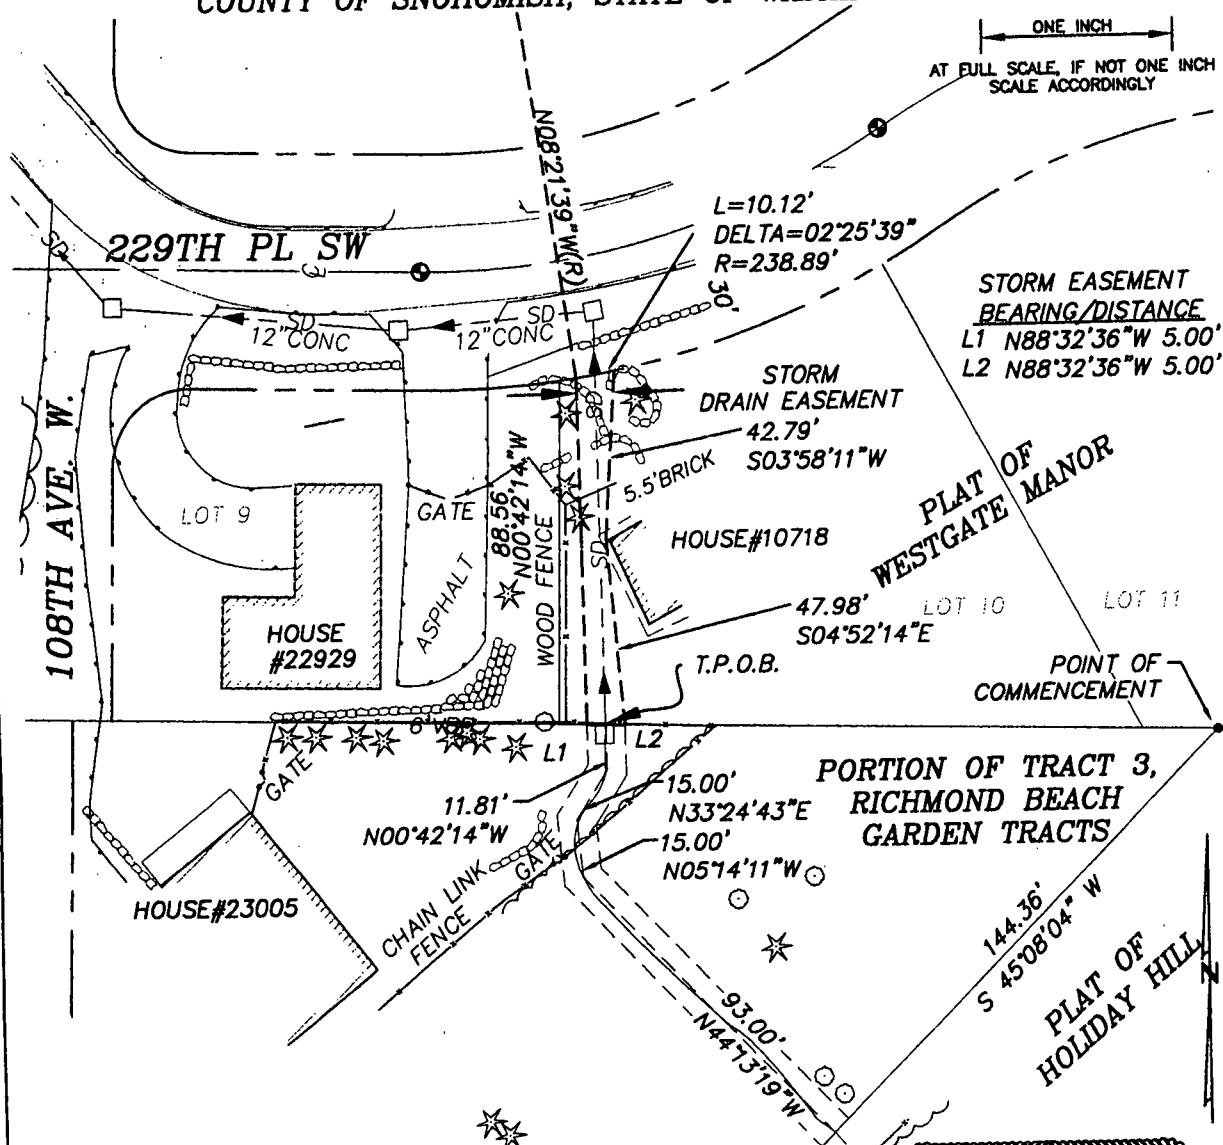 COUNTY OF SNOHOMISH, STATE OF
ONE INCH
AT FULL SCALE, IF NOT ONE INCH
SCALE ACCORDINGLY
N08°21'39"W(R)
L=10.12'
DELTA=02°25'39"
R=238.89'
229TH PL SW
SD
SD
12"CONC
SD
12"CONC
30'
STORM EASEMENT
BEARING/DISTANCE
L1 N88°32'36"W 5.00'
L2 N88°32'36"W 5.00'
STORM
DRAIN EASEMENT
42.79'
S03°58'11"W
108TH AVE. W.
LOT 9
GATE
88.56
N00°42'14"W
5.5'BRICK
SD
SD
PLAT OF
WESTGATE MANOR
HOUSE#10718
ASPHALT
WOOD FENCE
HOUSE
#22929
47.98'
S04°52'14"E
LOT 10
LOT 11
T.P.O.B.
POINT OF
COMMENCEMENT
L1
L2
GATE
11.81'
N00°42'14"W
15.00'
N33°24'43"E
15.00'
N05°14'11"W
PORTION OF TRACT 3,
RICHMOND BEACH
GARDEN TRACTS
HOUSE#23005
CHAIN LINK
FENCE
GATE
93.00'
N44°13'19"W
144.36'
S 45°08'04" W
PLAT OF
HOLIDAY HILL
N